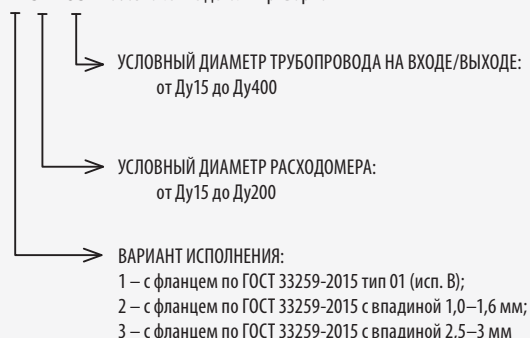 УСЛОВНЫЙ ДИАМЕТР ТРУБОПРОВОДА НА ВХОДЕ/ВЫХОДЕ:
от Ду15 до Ду400
УСЛОВНЫЙ ДИАМЕТР РАСХОДОМЕРА:
от Ду15 до Ду200
ВАРИАНТ ИСПОЛНЕНИЯ:
1 – с фланцем по ГОСТ 33259-2015 тип 01 (исп. В);
2 – с фланцем по ГОСТ 33259-2015 с впадиной 1,0–1,6 мм;
3 – с фланцем по ГОСТ 33259-2015 с впадиной 2,5–3 мм